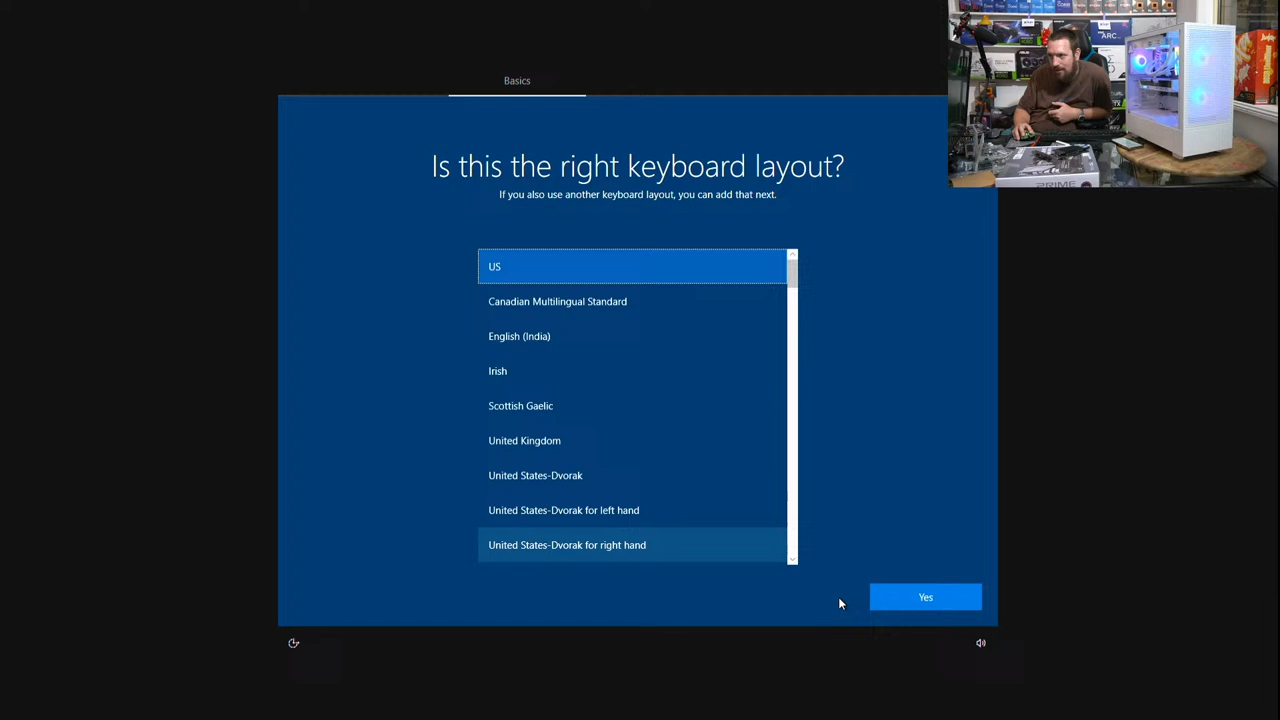 Basics
Is this the right keyboard layout?
If you also use another keyboard layout, you can add that next.
US
Canadian Multilingual Standard
English (India)
Irish
Scottish Gaelic
United Kingdom
United States-Dvorak
United States-Dvorak for left hand
United States-Dvorak for right hand
Yes
ARC
PRIME